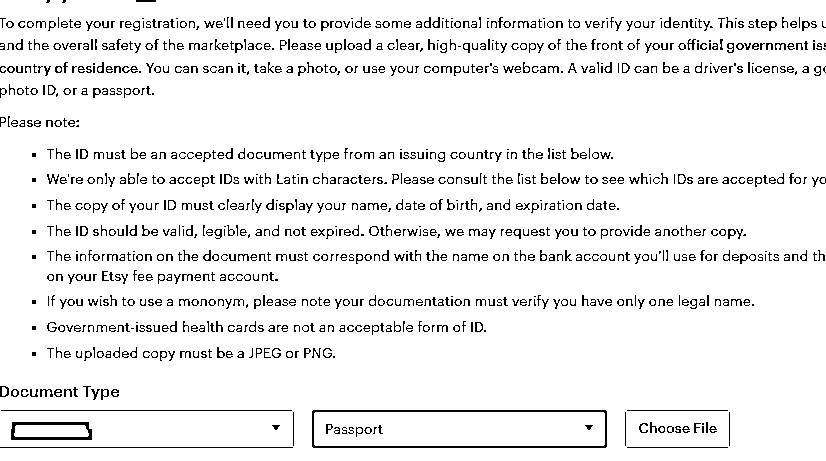 To complete your registration, we'll need you to provide some additional information to verify your identity. This step helps
and the overall safety of the marketplace. Please upload a clear, high-quality copy of the front of your official government
country of residence. You can scan it, take a photo, or use your computer's webcam. A valid ID can be a driver's license, a
photo ID, or a passport.
Please note:
The ID must be an accepted document type from an issuing country in the list below.
We're only able to accept IDs with Latin characters. Please consult the list below to see which IDs are accepted for
The copy of your ID must clearly display your name, date of birth, and expiration date.
The ID should be valid, legible, and not expired. Otherwise, we may request you to provide another copy.
The information on the document must correspond with the name on the bank account you'll use for deposits and
on your Etsy fee payment account.
If you wish to use a mononym, please note your documentation must verify you have only one legal name.
Government-issued health cards are not an acceptable form of ID.
The uploaded copy must be a JPEG or PNG.
Document Type
Passport
Choose File